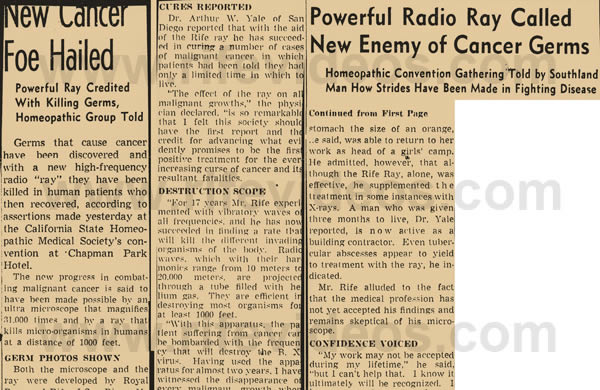 New Cancer
Foe Hailed
Powerful Ray Credited
With Killing Germs,
Homeopathic Group Told
Germs that cause cancer
have been discovered and
with a new high-frequency
radio "ray" they have been
killed in human patients who
then recovered, according to
assertions made yesterday at
the California State Homeo-
pathic Medical Society's con-
vention at Chapman Park
Hotel.
The new progress in combat-
ing malignant cancer is said to
have been made possible by an
ultra microscope that magnifies
31,000 times and by a ray that
kills micro-organisms in humans
at a distance of 1000 feet.
GERM PHOTOS SHOWN
Both the microscope and the
ray were developed by Royal
CURES REPORTED
Dr. Arthur W. Yale of San
Diego reported that with the aid
of the Rife ray he has succeed-
ed in curing a number of cases
of malignant cancer in which
patients had been told they had
only a limited time in which to
live.
"The effect of the ray on all
malignant growths," the physi-
cian declared, "is so remarkable
that I felt this society should
have the first report and the
credit for advancing what evi-
dently promises to be the first
positive treatment for the ever
increasing curse of cancer and its
resultant fatalities.
DESTRUCTION SCOPE
"For 17 years Dr. Rife experi-
mented with vibratory waves of
all frequencies, and he has now
succeeded in finding a rate that
will kill the different invading
organisms of the body. Radio
waves, which with their har-
monics range from 10 meters to
20,000 meters, are projected
through a tube filled with he-
lium gas. They are efficient in
destroying most organisms for
at least 1000 feet.
"With this apparatus, the pa-
tient suffering from cancer can
be bombarded with the frequen-
cy that will destroy the B. X
virus. Having used the appa-
ratus for almost two years, I have
witnessed the disappearance of
every malignant growth where
Powerful Radio Ray Called
New Enemy of Cancer Germs
Homeopathic Convention Gathering Told by Southland
Man How Strides Have Been Made in Fighting Disease
Continued from First Page
stomach the size of an orange,
he said, was able to return to her
work as head of a girls' camp.
He admitted, however, that al-
though the Rife Ray, alone, was
effective, he supplemented the
treatment in some instances with
X-rays. A man who was given
three months to live, Dr. Yale
reported, is now active as a
building contractor. Even tuber-
cular abscesses appear to yield
to treatment with the ray, he in-
dicated.
Mr. Rife alluded to the fact
that the medical profession has
not yet accepted his findings and
remains skeptical of his micro-
scope.
CONFIDENCE VOICED
"My work may not be accepted
during my lifetime," he said,
"but I can't help that. I know it
ultimately will be recognized. I